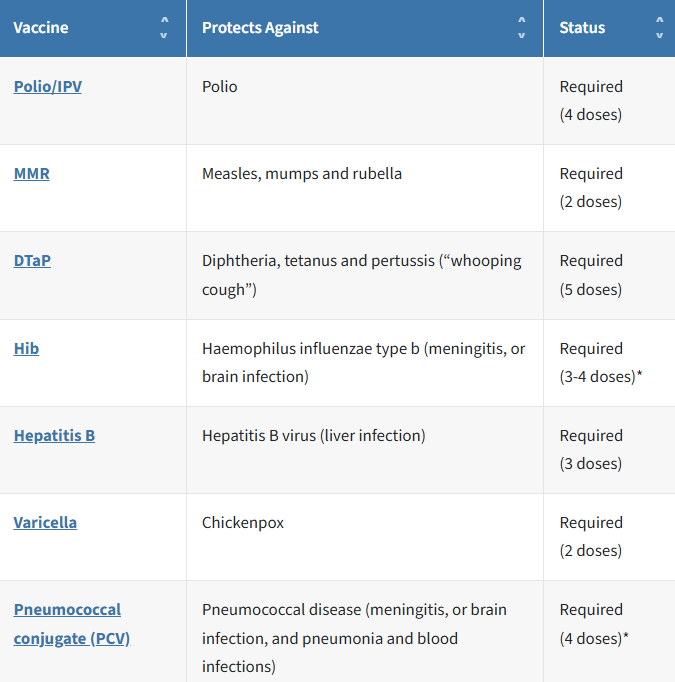 Vaccine Protects Against Status
Polio/IPV Polio Required
(4 doses)
MMR Measles, mumps and rubella Required
(2 doses)
DTaP Diphtheria, tetanus and pertussis (“whooping Required
cough”) (5 doses)
Hib Haemophilus influenzae type b (meningitis, or Required
brain infection) (3-4 doses)*
Hepatitis B Hepatitis B virus (liver infection) Required
(3 doses)
Varicella Chickenpox Required
(2 doses)
Pneumococcal Pneumococcal disease (meningitis, or brain Required
conjugate (PCV) infection, and pneumonia and blood (4 doses)*
infections)